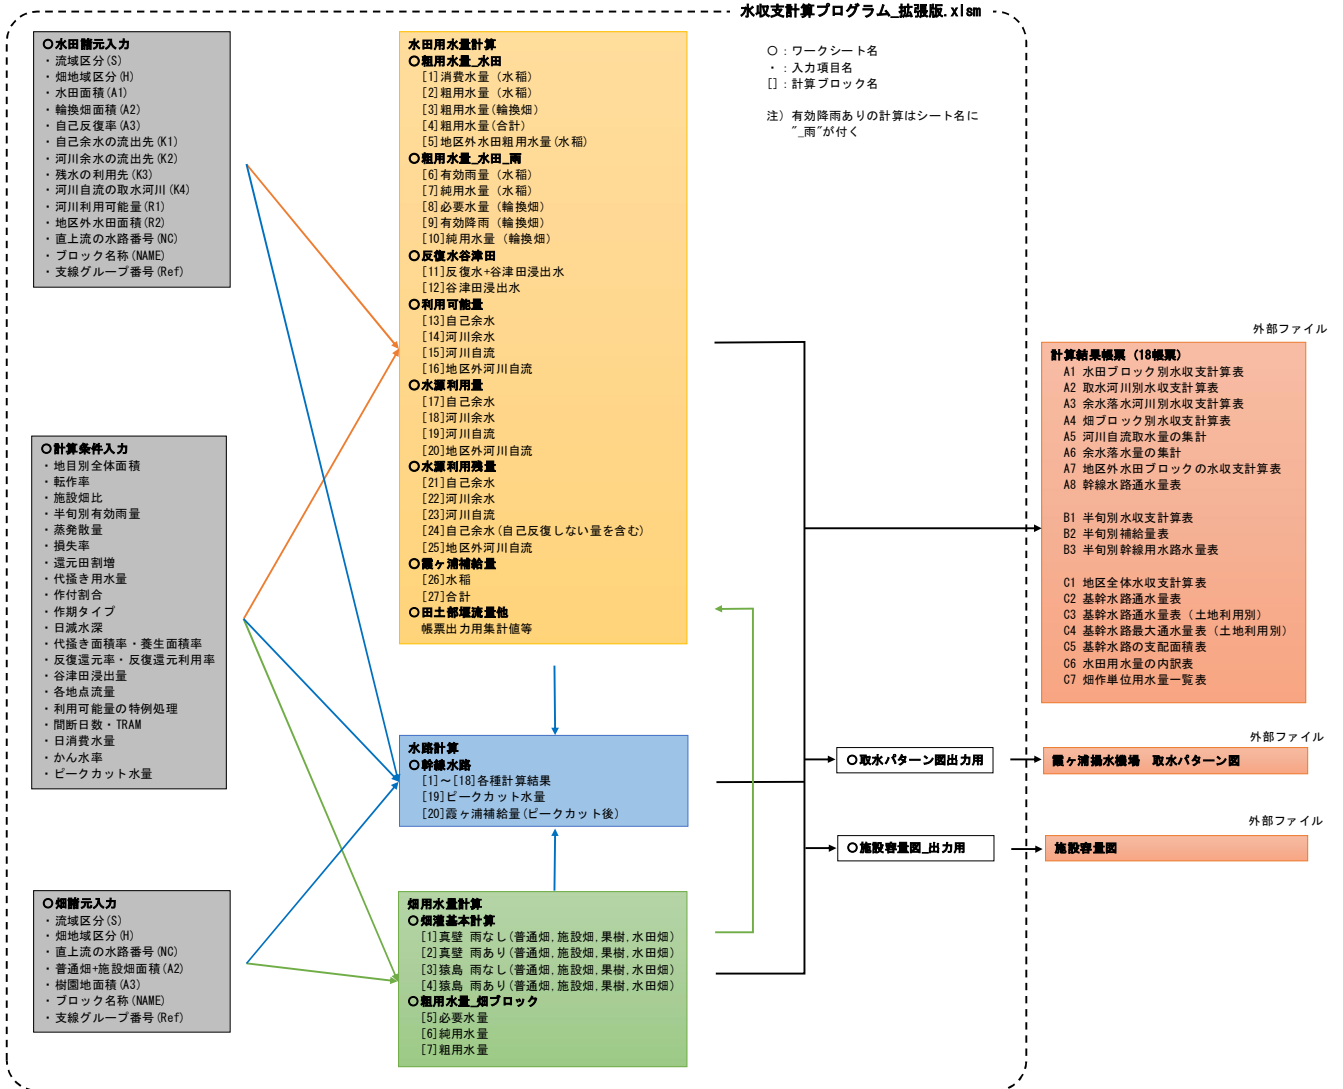 水収支計算プログラム_拡張版.xlsm
○：ワークシート名
・：入力項目名
[]：計算ブロック名
注）有効降雨ありの計算はシート名に
"_雨"が付く
○水田諸元入力
・流域区分(S)
・畑地域区分(H)
・水田面積(A1)
・輪換畑面積(A2)
・自己反復率(A3)
・自己余水の流出先(K1)
・河川余水の流出先(K2)
・残水の利用先(K3)
・河川自流の取水河川(K4)
・河川利用可能量(R1)
・地区外水田面積(R2)
・直上流の水路番号(NC)
・ブロック名称(NAME)
・支線グループ番号(Ref)
○計算条件入力
・地目別全体面積
・転作率
・施設畑比
・半旬別有効雨量
・蒸発散量
・損失率
・還元田割増
・代掻き用水量
・作付割合
・作期タイプ
・日減水深
・代掻き面積率・養生面積率
・反復還元率・反復還元利用率
・谷津田浸出量
・各地点流量
・利用可能量の特例処理
・間断日数・TRAM
・日消費水量
・かん水率
・ピークカット水量
○畑諸元入力
・流域区分(S)
・畑地域区分(H)
・直上流の水路番号(NC)
・普通畑+施設畑面積(A2)
・樹園地面積(A3)
・ブロック名称(NAME)
・支線グループ番号(Ref)
水田用水量計算
○粗用水量_水田
[1]消費水量（水稲）
[2]粗用水量（水稲）
[3]粗用水量(輪換畑)
[4]粗用水量(合計)
[5]地区外水田粗用水量(水稲)
○粗用水量_水田_雨
[6]有効雨量（水稲）
[7]純用水量（水稲）
[8]必要水量（輪換畑）
[9]有効降雨（輪換畑）
[10]純用水量（輪換畑）
○反復水谷津田
[11]反復水+谷津田浸出水
[12]谷津田浸出水
○利用可能量
[13]自己余水
[14]河川余水
[15]河川自流
[16]地区外河川自流
○水源利用量
[17]自己余水
[18]河川余水
[19]河川自流
[20]地区外河川自流
○水源利用残量
[21]自己余水
[22]河川余水
[23]河川自流
[24]自己余水(自己反復しない量を含む)
[25]地区外河川自流
○霞ヶ浦補給量
[26]水稲
[27]合計
○田土部堰流量他
帳票出力用集計値等
水路計算
○幹線水路
[1]～[18]各種計算結果
[19]ピークカット水量
[20]霞ヶ浦補給量(ピークカット後)
畑用水量計算
○畑灌基本計算
[1]真壁 雨なし(普通畑,施設畑,果樹,水田畑)
[2]真壁 雨あり(普通畑,施設畑,果樹,水田畑)
[3]猿島 雨なし(普通畑,施設畑,果樹,水田畑)
[4]猿島 雨あり(普通畑,施設畑,果樹,水田畑)
○粗用水量_畑ブロック
[5]必要水量
[6]純用水量
[7]粗用水量
○取水パターン図出力用
○施設容量図_出力用
外部ファイル
計算結果帳票（18帳票）
A1 水田ブロック別水収支計算表
A2 取水河川別水収支計算表
A3 余水落水河川別水収支計算表
A4 畑ブロック別水収支計算表
A5 河川自流取水量の集計
A6 余水落水量の集計
A7 地区外水田ブロックの水収支計算表
A8 幹線水路通水量表
B1 半旬別水収支計算表
B2 半旬別補給量表
B3 半旬別幹線用水路水量表
C1 地区全体水収支計算表
C2 基幹水路通水量表
C3 基幹水路通水量表（土地利用別）
C4 基幹水路最大通水量表（土地利用別）
C5 基幹水路の支配面積表
C6 水田用水量の内訳表
C7 畑作単位用水量一覧表
外部ファイル
霞ヶ浦揚水機場　取水パターン図
外部ファイル
施設容量図